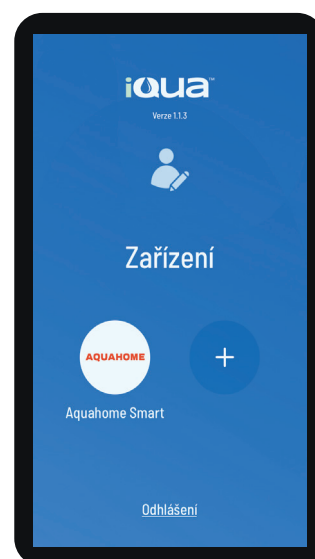 iQUA™
Verze 1.1.3
Zařízení
AQUAHOME
+
Aquahome Smart
Odhlášení